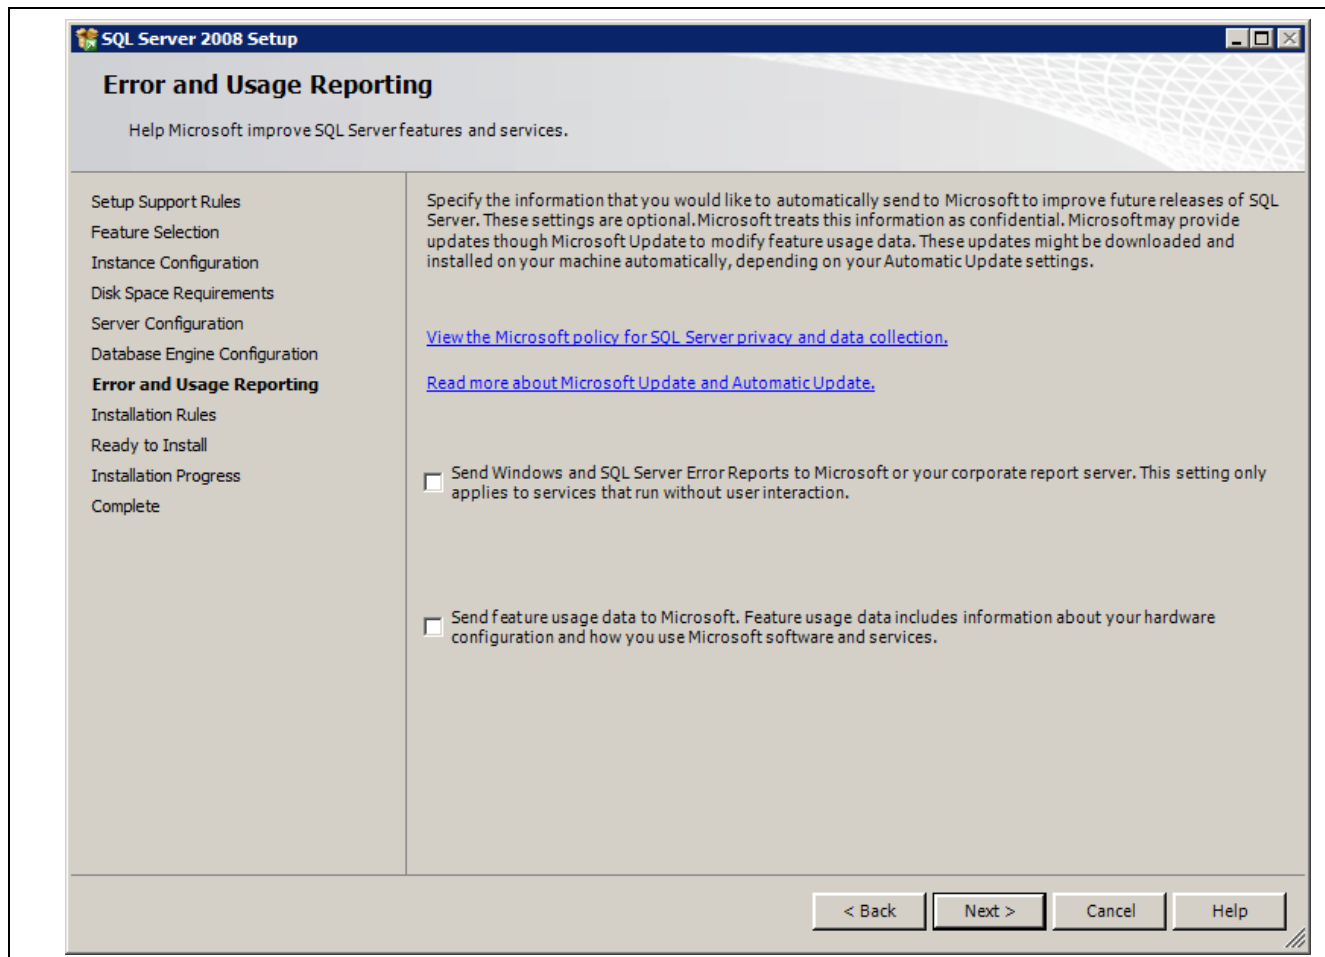 SQL Server 2008 Setup
Error and Usage Reporting
Help Microsoft improve SQL Server features and services.
Setup Support Rules
Feature Selection
Instance Configuration
Disk Space Requirements
Server Configuration
Database Engine Configuration
Error and Usage Reporting
Installation Rules
Ready to Install
Installation Progress
Complete
Specify the information that you would like to automatically send to Microsoft to improve future releases of SQL
Server. These settings are optional. Microsoft treats this information as confidential. Microsoft may provide
updates though Microsoft Update to modify feature usage data. These updates might be downloaded and
installed on your machine automatically, depending on your Automatic Update settings.
View the Microsoft policy for SQL Server privacy and data collection.
Read more about Microsoft Update and Automatic Update.
Send Windows and SQL Server Error Reports to Microsoft or your corporate report server. This setting only
applies to services that run without user interaction.
Send feature usage data to Microsoft. Feature usage data includes information about your hardware
configuration and how you use Microsoft software and services.
< Back
Next >
Cancel
Help